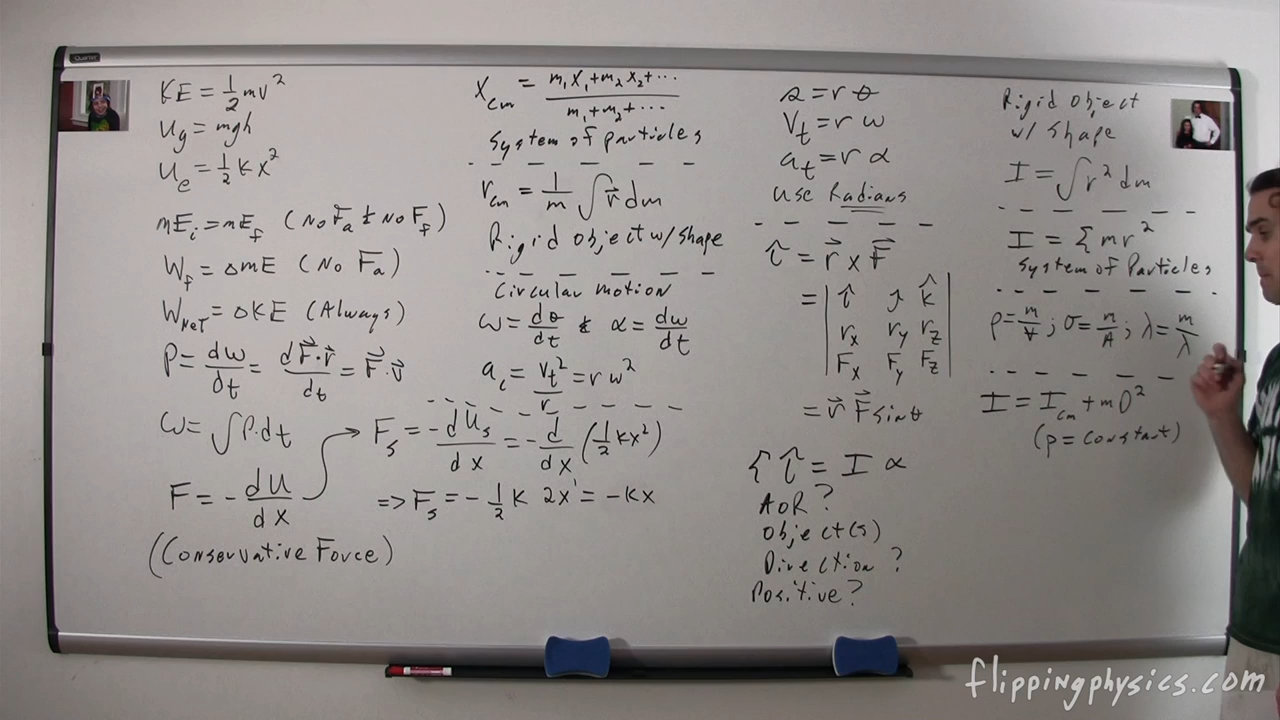 Quartet
KE = 1/2 mv²
Ug = mgh
Ue = 1/2 kx²
mEi = mEf (No Fa & No Ff)
Wf = ΔmE (No Fa)
WNet = ΔKE (Always)
P = dw/dt = dF⃗·r⃗/dt = F⃗·v⃗
ω = ∫P·dt
F = - dU/dx
(Conservative Force)
Xcm = m₁x₁+m₂x₂+.../m₁+m₂+...
System of particles
rcm = 1/m ∫r⃗ dm
Rigid Object w/ Shape
Circular motion
ω = dθ/dt & α = dω/dt
ac = vt²/r = rω²
Fs = -dUs/dx = -d/dx (1/2 kx²)
=> Fs = -1/2 k 2x' = -kx
s = rθ
Vt = rω
at = rα
Use Radians
τ⃗ = r⃗ x F⃗
= | î ĵ k̂ |
| rx ry rz |
| Fx Fy Fz |
= r⃗ F⃗ sinθ
Στ⃗ = Iα
AOR?
Object(s)
Direction?
Positive?
Rigid Object
w/ Shape
I = ∫r² dm
I = Σmr²
System of Particles
ρ = m/V; σ = m/A; λ = m/λ
I = Icm + mD²
(ρ = constant)
flippingphysics.com